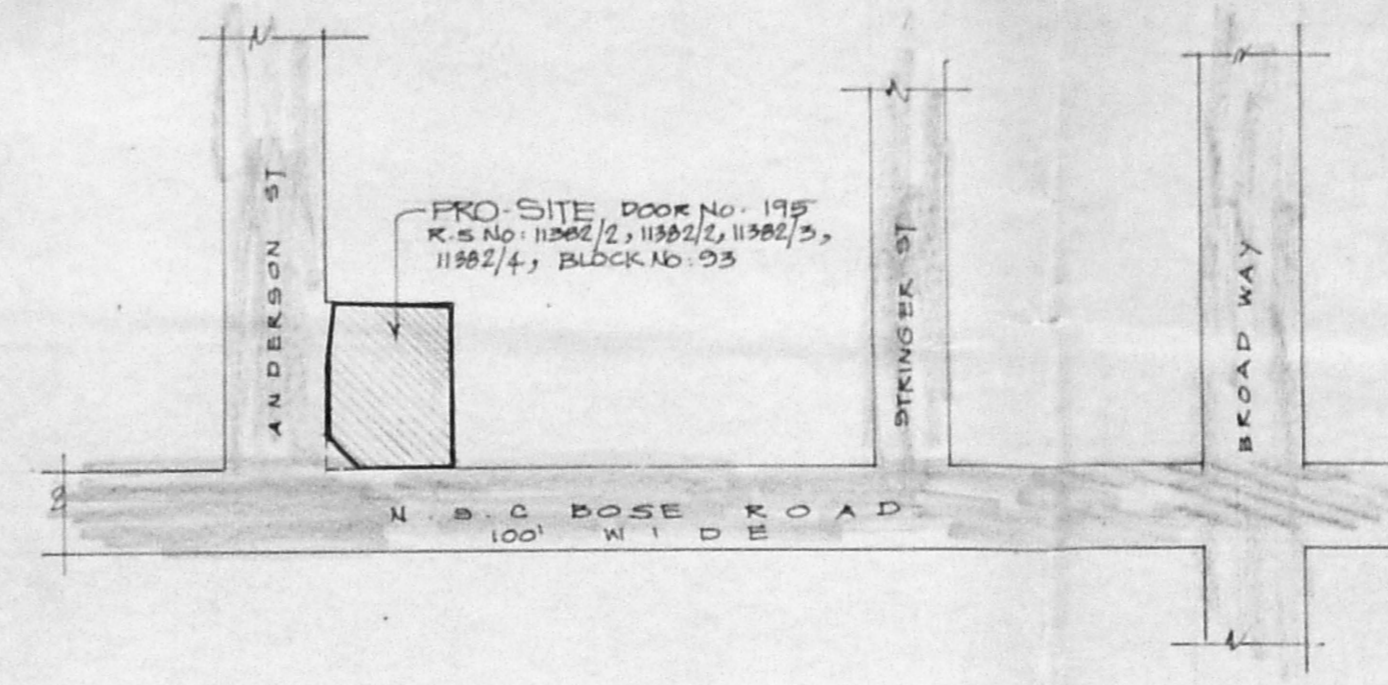 PRO-SITE, DOOR NO. 195
R.S NO: 11382/2, 11382/2, 11382/3,
11382/4, BLOCK NO: 93
ANDERSON ST
STRINGER ST
BROAD WAY
N.S.C BOSE ROAD
100' WIDE